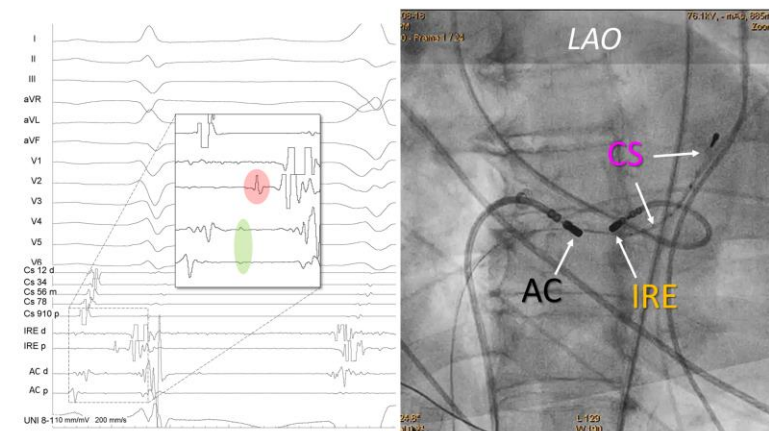 I
II
III
aVR
aVL
aVF
V1
V2
V3
V4
V5
V6
Cs 12 d
Cs 34
Cs 56 m
Cs 78
Cs 910 p
IRE d
IRE p
AC d
AC p
UNI 8-1 10 mm/mV 200 mm/s
LAO
CS
AC
IRE
L 129